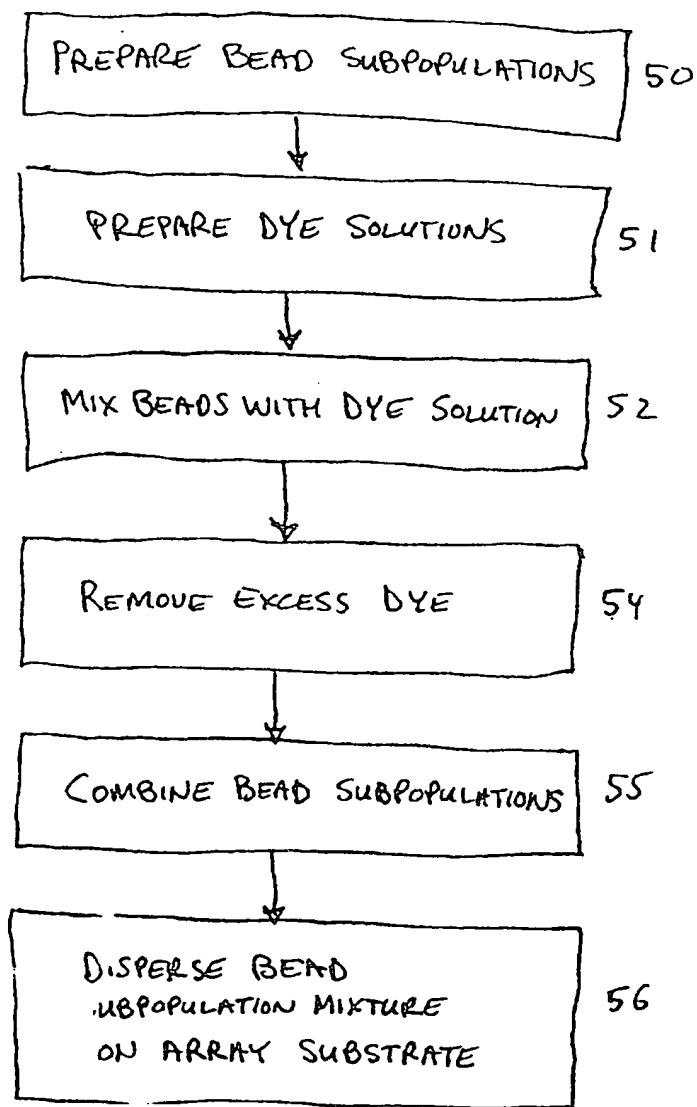 PREPARE BEAD SUBPOPULATIONS 50
PREPARE DYE SOLUTIONS 51
MIX BEADS WITH DYE SOLUTION 52
REMOVE EXCESS DYE 54
COMBINE BEAD SUBPOPULATIONS 55
DISPERSE BEAD
UBPOPULATION MIXTURE 56
ON ARRAY SUBSTRATE